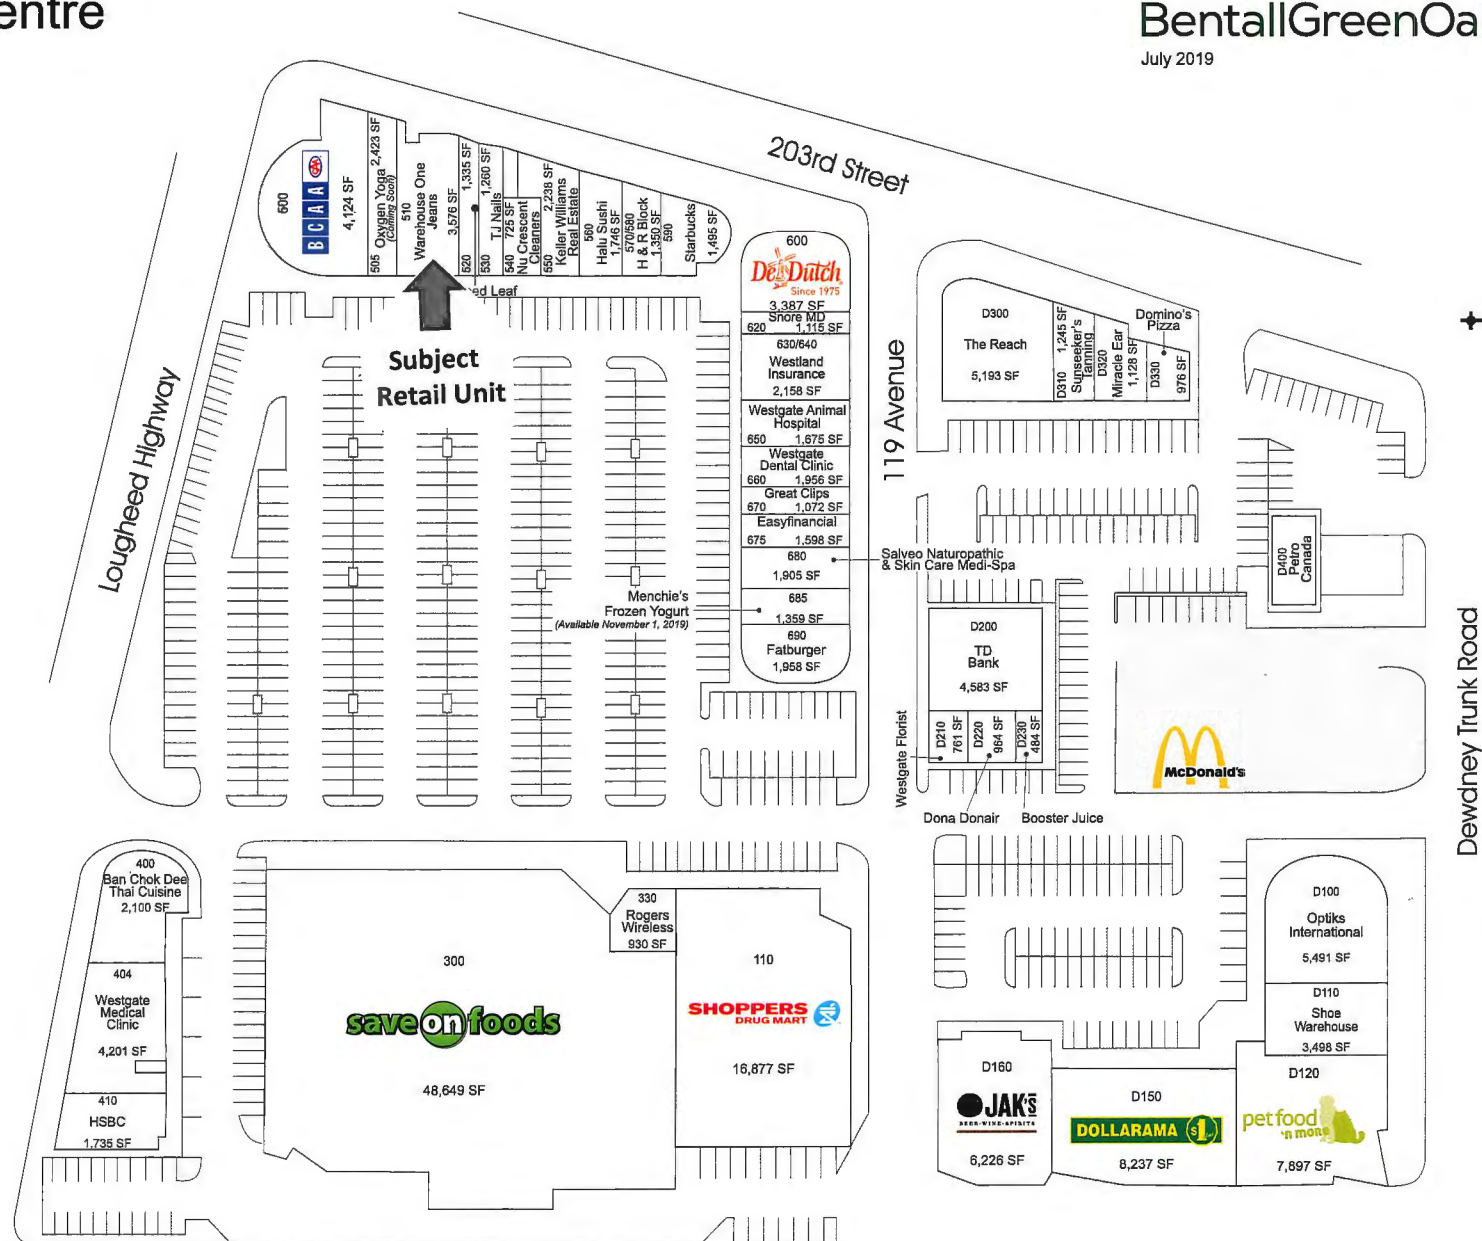 entre
BentallGreenOa
July 2019
203rd Street
Lougheed Highway
119 Avenue
Dewdney Trunk Road
500
BCAA
4,124 SF
505 Oxygen Yoga 2,423 SF
(Coming Soon)
510
Warehouse One
Jeans
3,576 SF
520 1,335 SF
ed Leaf
530 1,260 SF
TJ Nails
540 725 SF
Nu Crescent
Cleaners
550 2,238 SF
Keller Williams
Real Estate
560
Halu Sushi
1,746 SF
570/580
H & R Block
1,350 SF
590
Starbucks
1,495 SF
Subject
Retail Unit
600
De Dutch
Since 1975
3,387 SF
Snore MD
620 1,115 SF
630/640
Westland
Insurance
2,158 SF
Westgate Animal
Hospital
650 1,675 SF
Westgate
Dental Clinic
660 1,956 SF
Great Clips
670 1,072 SF
Easyfinancial
675 1,598 SF
680
1,905 SF
Salveo Naturopathic
& Skin Care Medi-Spa
685
1,359 SF
Menchie's
Frozen Yogurt
(Available November 1, 2019)
690
Fatburger
1,958 SF
D300
The Reach
5,193 SF
D310 1,245 SF
Sunseeker's
Tanning
D320
Miracle Ear
1,128 SF
Domino's
Pizza
D330
976 SF
D400
Petro
Canada
D200
TD
Bank
4,583 SF
D210
761 SF
D220
964 SF
D230
484 SF
Westgate Florist
Dona Donair
Booster Juice
McDonald's
400
Ban Chok Dee
Thai Cuisine
2,100 SF
404
Westgate
Medical
Clinic
4,201 SF
410
HSBC
1,735 SF
300
save on foods
48,649 SF
330
Rogers
Wireless
930 SF
110
SHOPPERS
DRUG MART
16,877 SF
D100
Optiks
International
5,491 SF
D110
Shoe
Warehouse
3,498 SF
D120
petfood
'n more
7,897 SF
D150
DOLLARAMA $1
8,237 SF
D160
JAK's
BEER·WINE·SPIRITS
6,226 SF